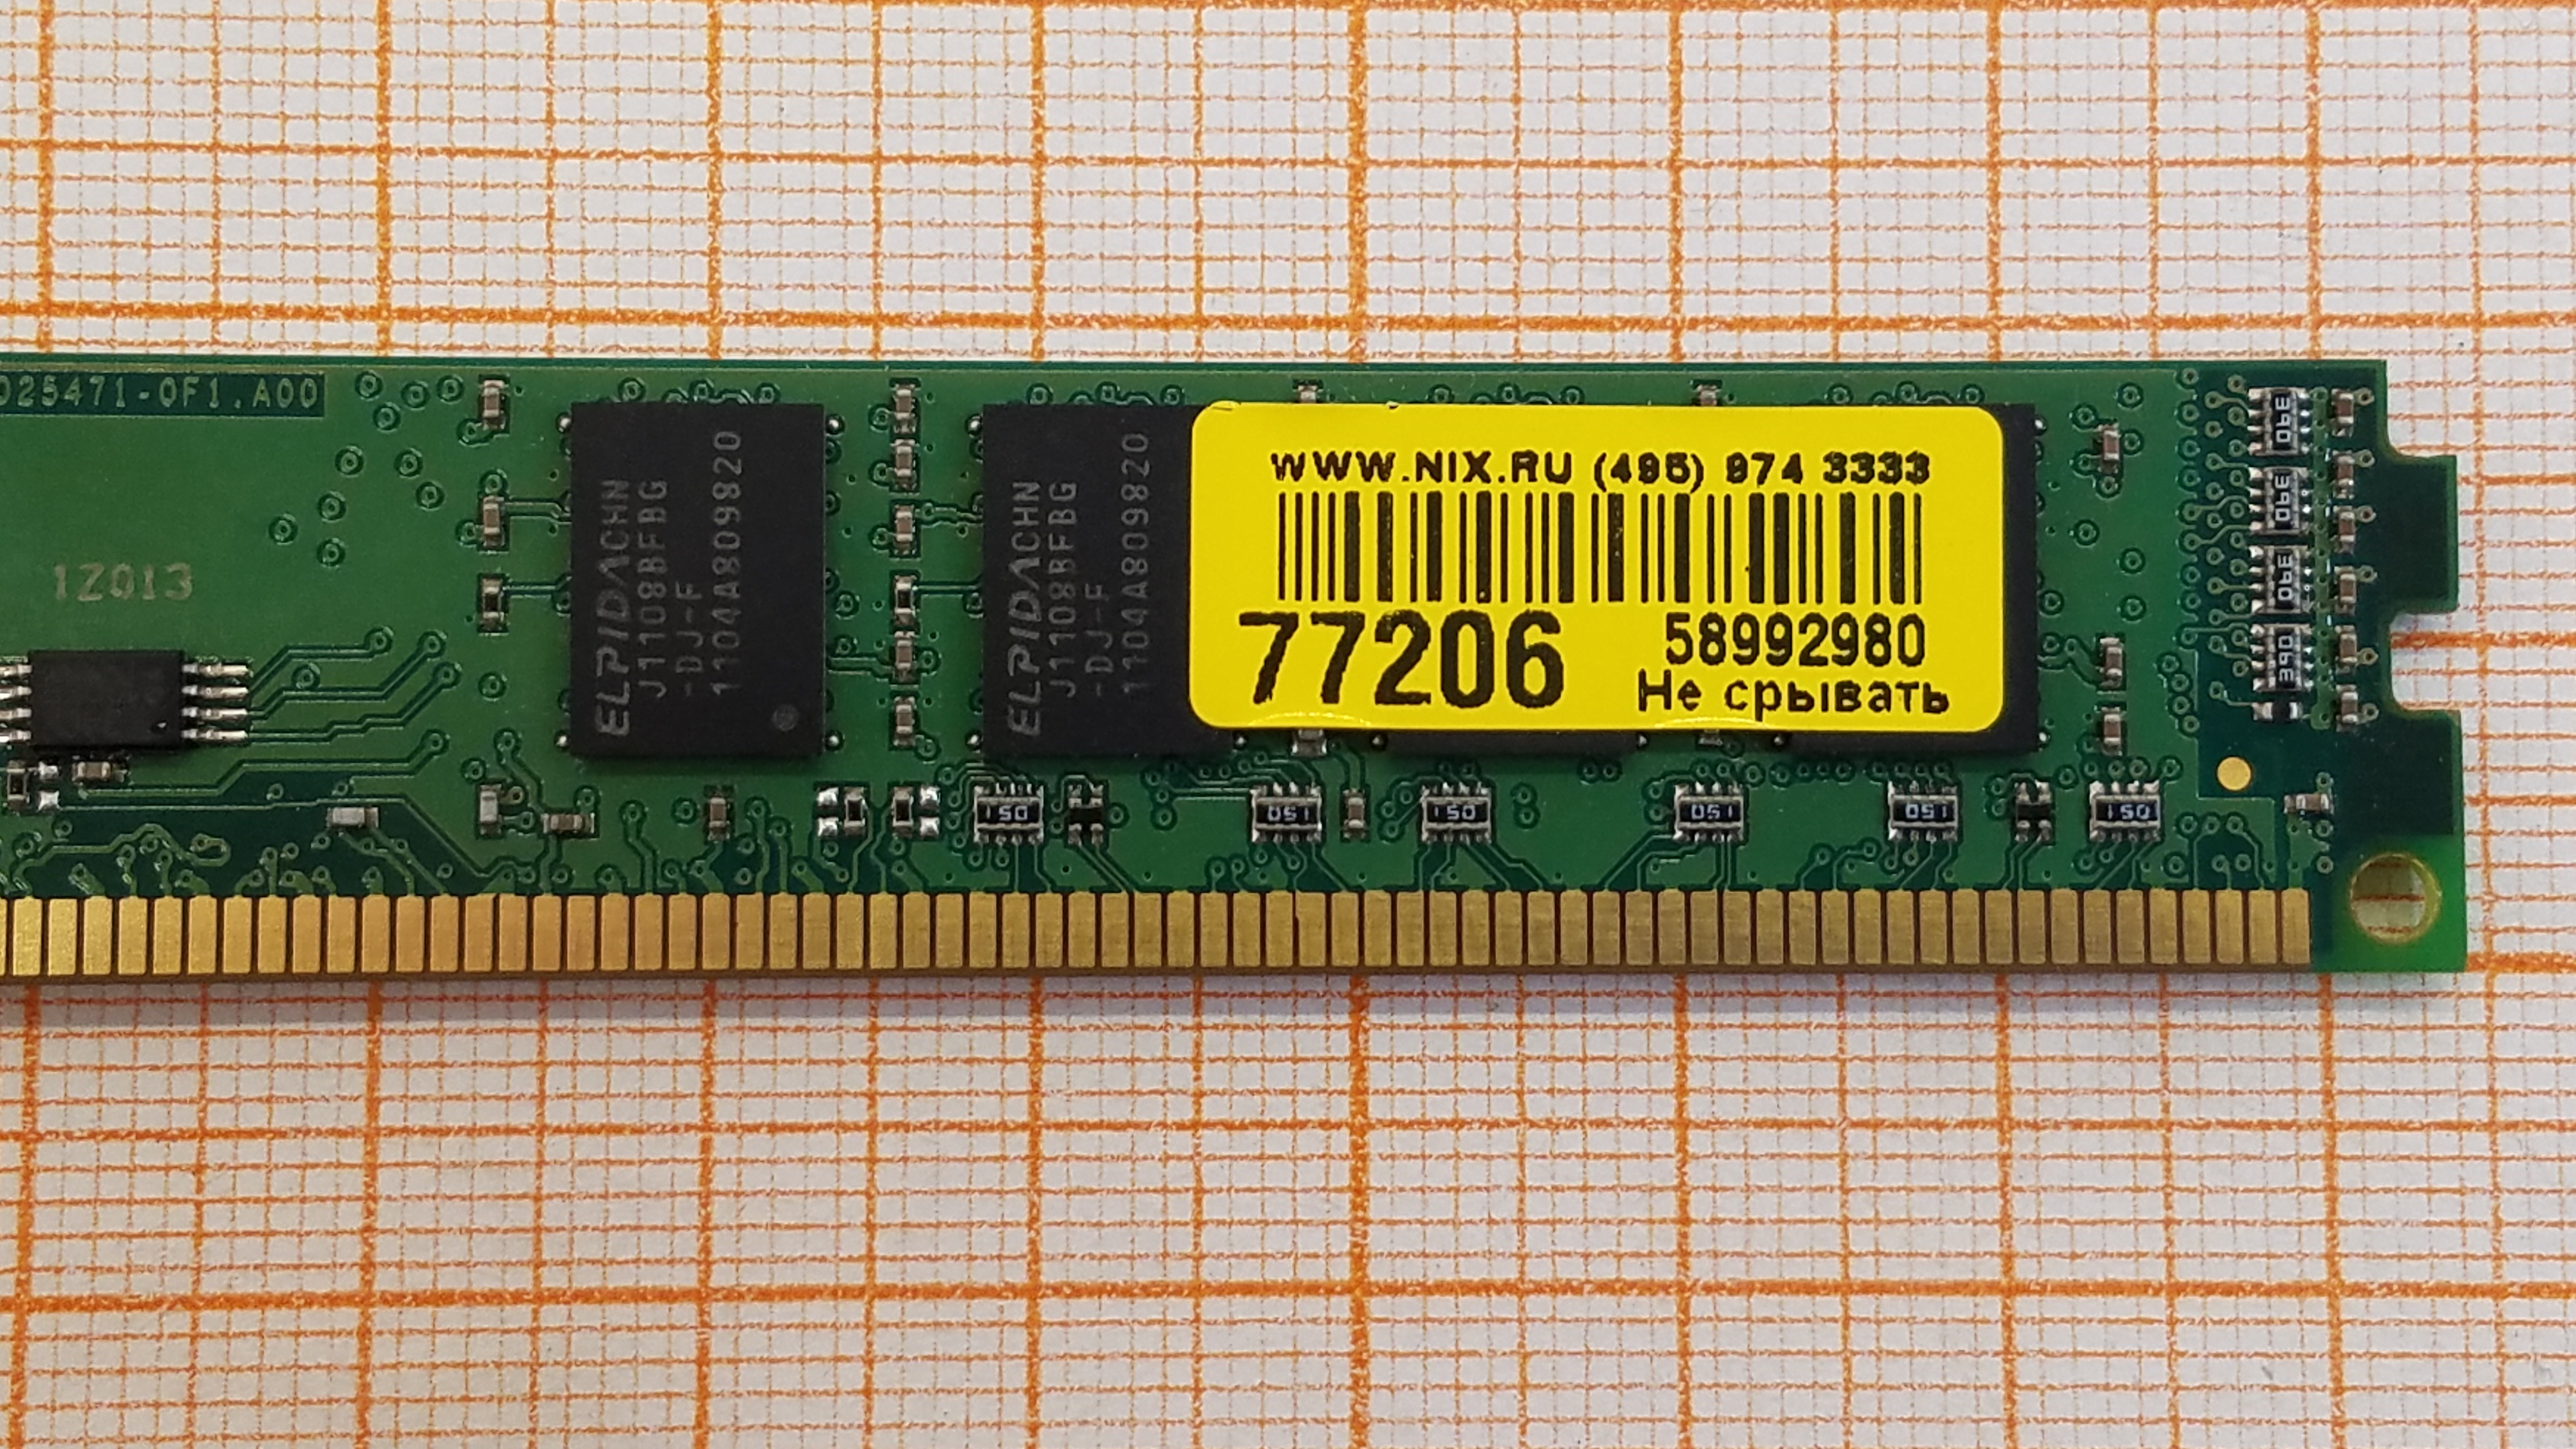 025471-0F1.A00
1Z013
ELPIDACHN
J1108BFBG
-DJ-F
1104A809820
ELPIDACHN
J1108BFBG
-DJ-F
1104A809820
WWW.NIX.RU (495) 974 3333
77206
58992980
Не срывать
390
390
390
390
150
150
150
150
150
150